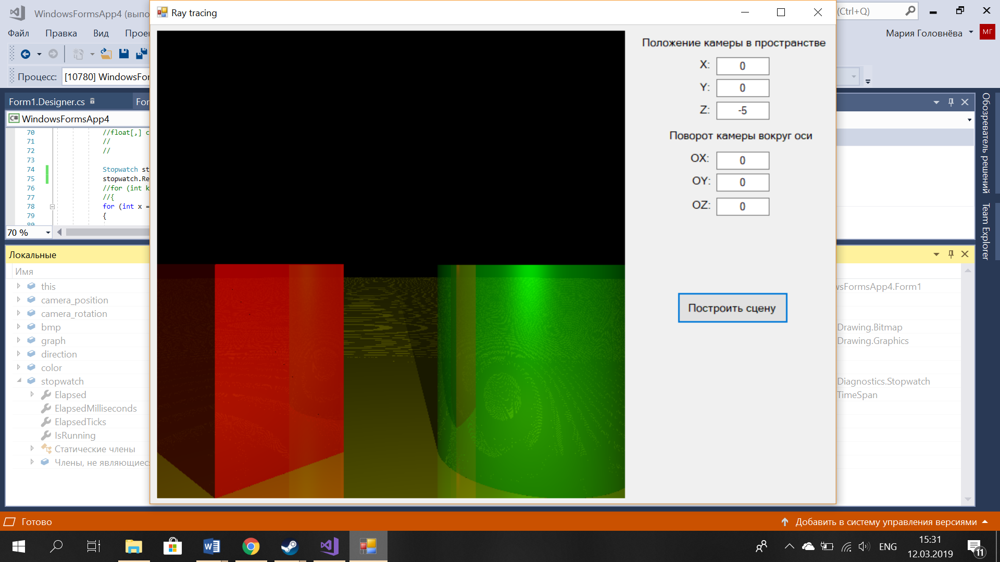 WindowsFormsApp4 (выпо
Ray tracing
(Ctrl+Q)
Файл Правка Вид Прое
Мария Головнёва
МГ
Процесс: [10780] WindowsFor
Form1.Designer.cs For
C# WindowsFormsApp4
70 //float[,] c
71 //
72 //
73
74 Stopwatch st
75 stopwatch.Re
76 //for (int k
77 //{
78 for (int x =
79 {
80
70 %
Положение камеры в пространстве
X: 0
Y: 0
Z: -5
Поворот камеры вокруг оси
OX: 0
OY: 0
OZ: 0
Построить сцену
Обозреватель решений
Team Explorer
Локальные
Имя
this
vsFormsApp4.Form1
camera_position
camera_rotation
bmp
Drawing.Bitmap
graph
Drawing.Graphics
direction
color
stopwatch
Diagnostics.Stopwatch
Elapsed
TimeSpan
ElapsedMilliseconds
ElapsedTicks
IsRunning
Статические члены
Члены, не являющиес
Готово
Добавить в систему управления версиями
ENG
15:31
12.03.2019
11